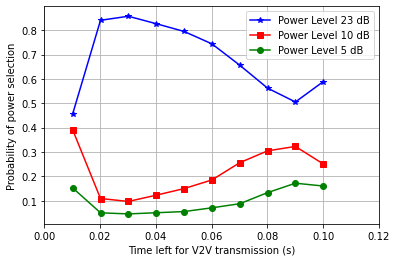 Power Level 23 dB
Power Level 10 dB
Power Level 5 dB
Probability of power selection
0.8
0.7
0.6
0.5
0.4
0.3
0.2
0.1
0.00 0.02 0.04 0.06 0.08 0.10 0.12
Time left for V2V transmission (s)